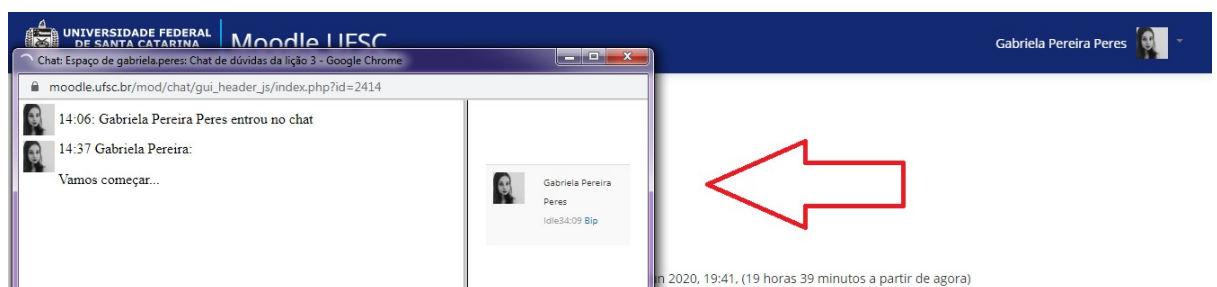 UNIVERSIDADE FEDERAL
DE SANTA CATARINA
Moodle UFSC
Gabriela Pereira Peres
Chat: Espaço de gabriela.peres: Chat de dúvidas da lição 3 - Google Chrome
moodle.ufsc.br/mod/chat/gui_header_js/index.php?id=2414
14:06: Gabriela Pereira Peres entrou no chat
14:37 Gabriela Pereira:
Vamos começar...
Gabriela Pereira
Peres
Idle34:09 Bip
2020, 19:41, (19 horas 39 minutos a partir de agora)